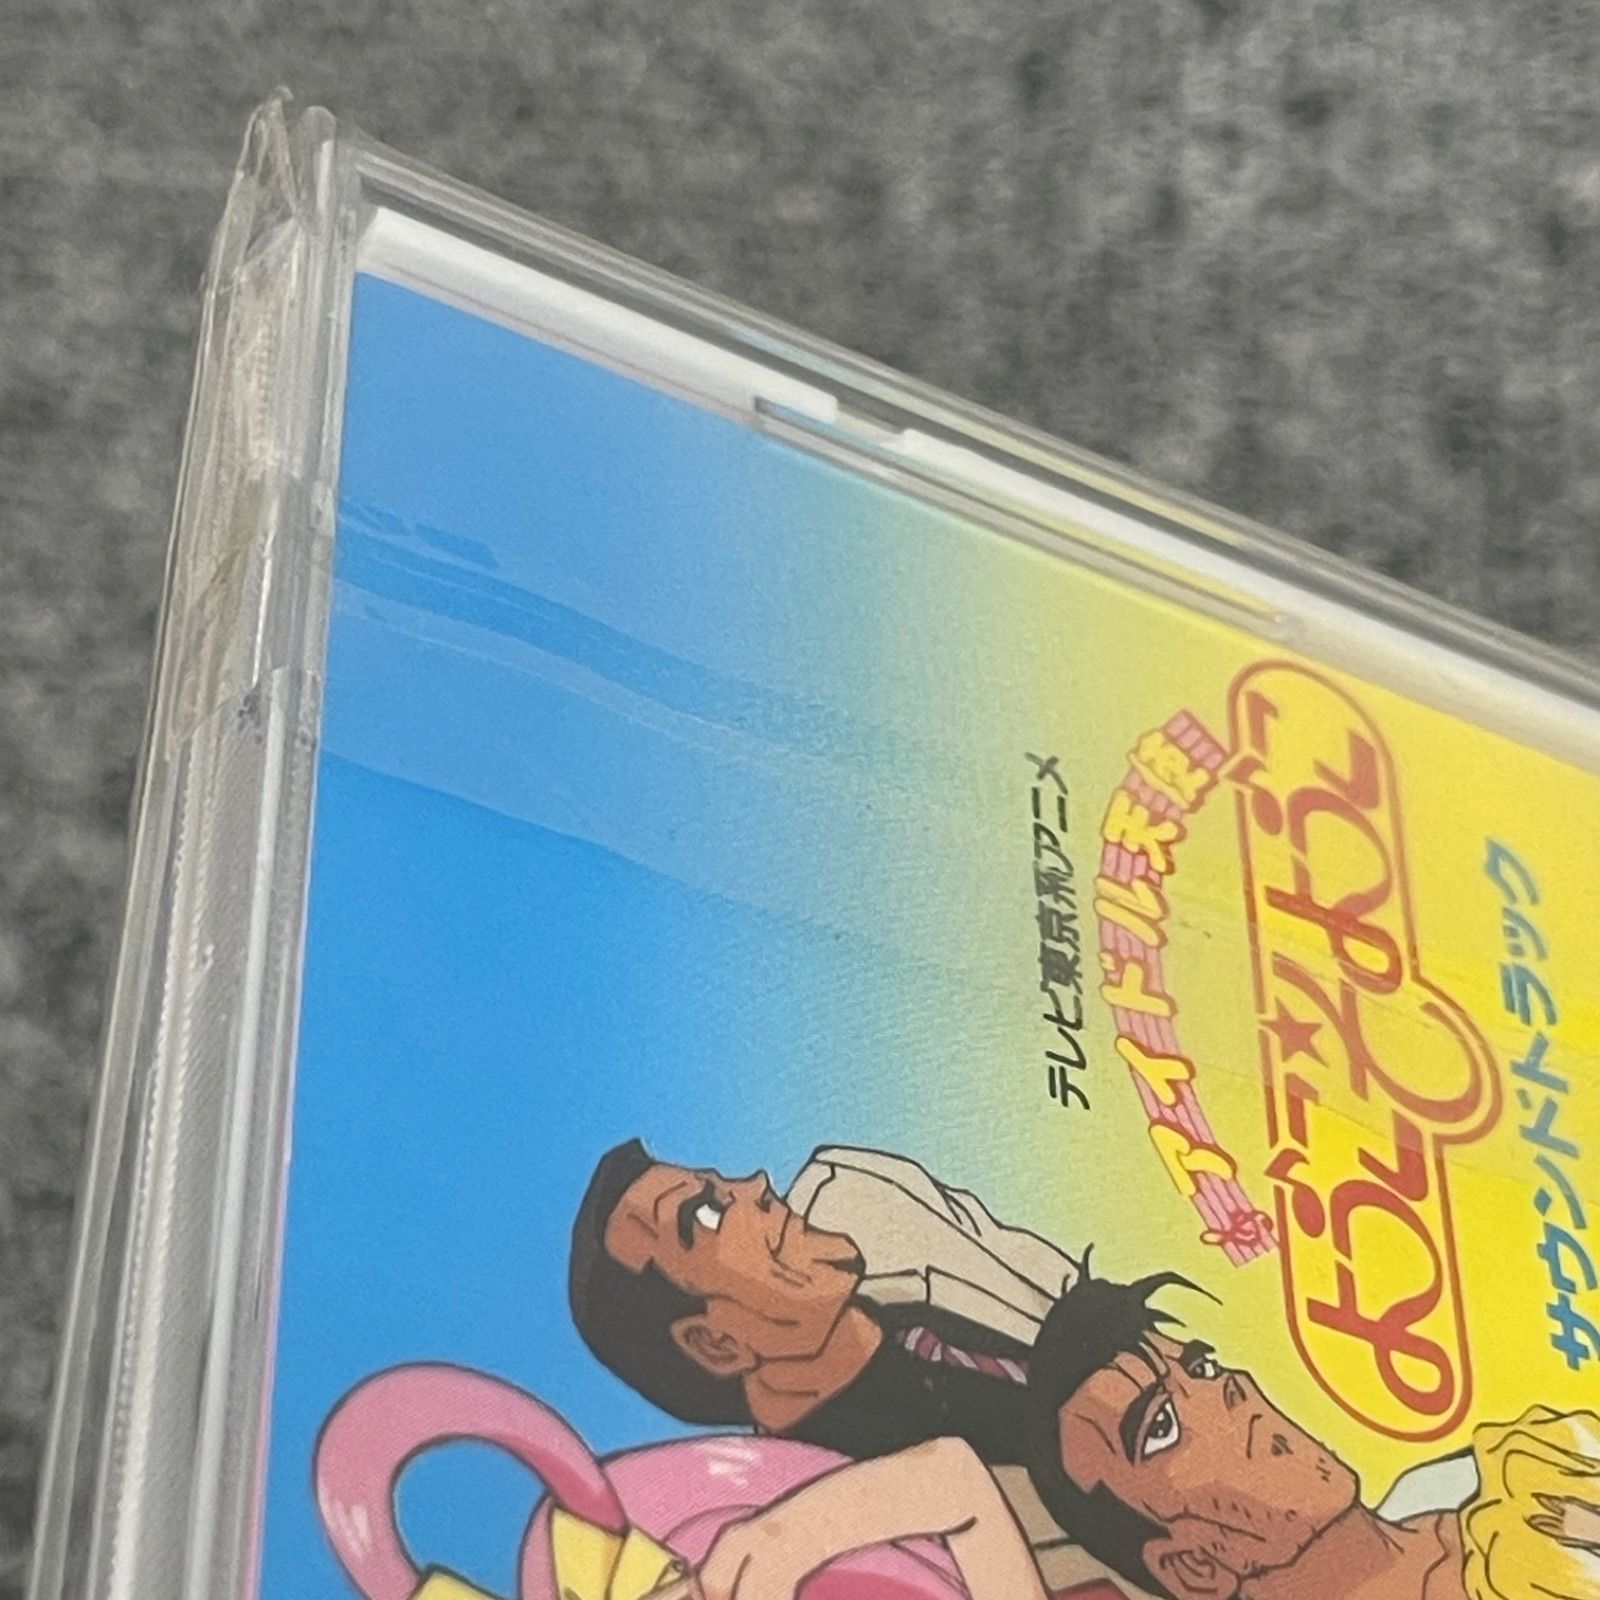 テレビ東京系アニメ
アイドル天使
ようこそようこ
サウンドトラック